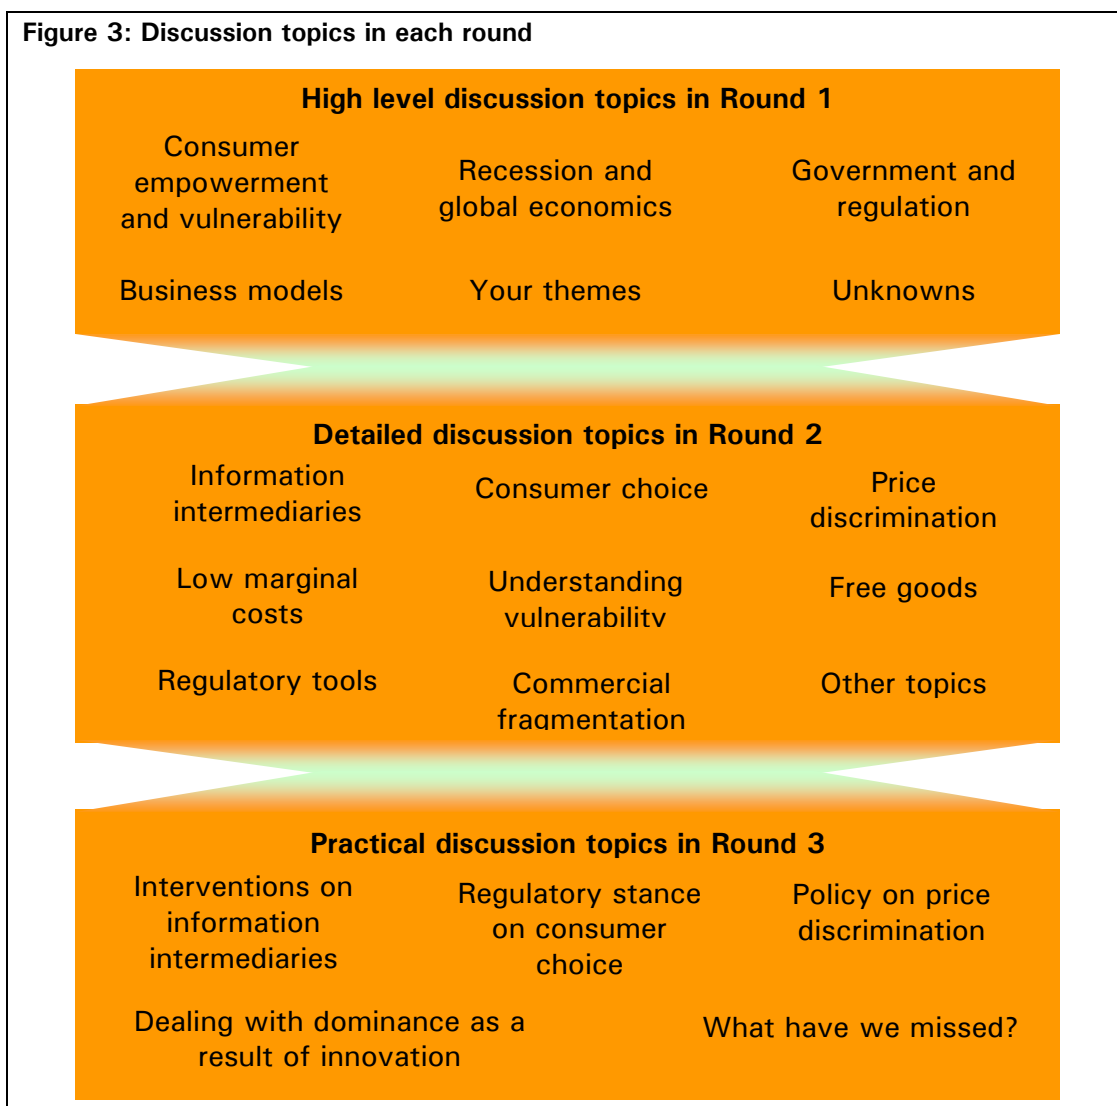 Figure 3: Discussion topics in each round
High level discussion topics in Round 1
Consumer
empowerment
and vulnerability
Recession and
global economics
Government and
regulation
Business models
Your themes
Unknowns
Detailed discussion topics in Round 2
Information
intermediaries
Consumer choice
Price
discrimination
Low marginal
costs
Understanding
vulnerability
Free goods
Regulatory tools
Commercial
fragmentation
Other topics
Practical discussion topics in Round 3
Interventions on
information
intermediaries
Regulatory stance
on consumer
choice
Policy on price
discrimination
Dealing with dominance as a
result of innovation
What have we missed?